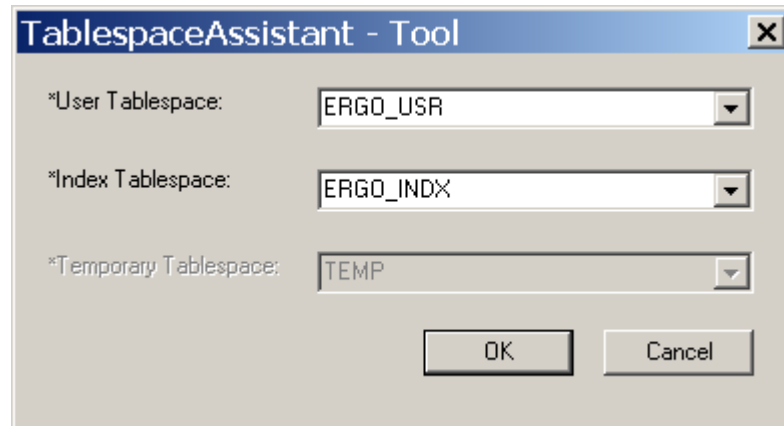 TablespaceAssistant - Tool
*User Tablespace: ERGO_USR
*Index Tablespace: ERGO_INDX
*Temporary Tablespace: TEMP
OK Cancel